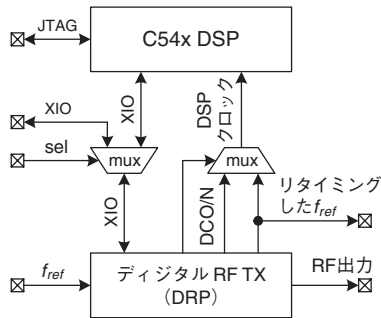 JTAG
C54x DSP
XIO
XIO
DSP
クロック
sel
mux
mux
XIO
DCO/N
リタイミング
したfref
fref
ディジタル RF TX
(DRP)
RF出力